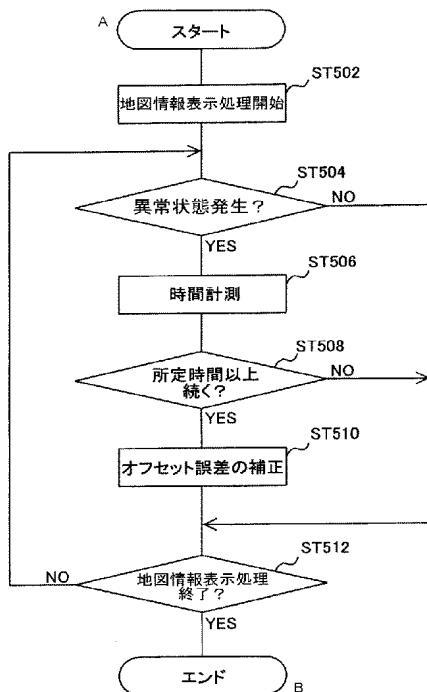 A
スタート
ST502
地図情報表示処理開始
ST504
異常状態発生？
NO
YES
ST506
時間計測
ST508
所定時間以上
続く？
NO
YES
ST510
オフセット誤差の補正
ST512
地図情報表示処理
終了？
NO
YES
エンド
B